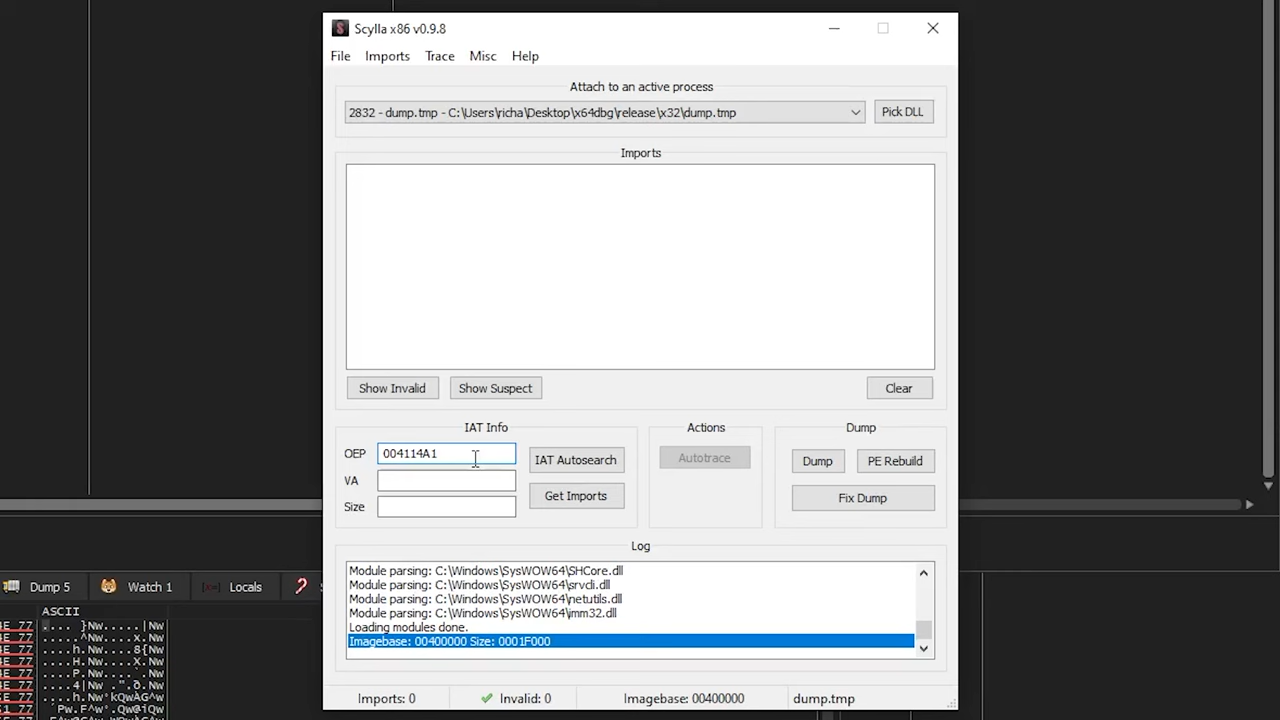 Scylla x86 v0.9.8
File Imports Trace Misc Help
Attach to an active process
2832 - dump.tmp - C:\Users\richa\Desktop\x64dbg\release\x32\dump.tmp
Pick DLL
Imports
Show Invalid
Show Suspect
Clear
IAT Info
OEP 004114A1
VA
Size
IAT Autosearch
Get Imports
Actions
Autotrace
Dump
Dump
PE Rebuild
Fix Dump
Log
Module parsing: C:\Windows\SysWOW64\SHCore.dll
Module parsing: C:\Windows\SysWOW64\srvcli.dll
Module parsing: C:\Windows\SysWOW64\netutils.dll
Module parsing: C:\Windows\SysWOW64\imm32.dll
Loading modules done.
Imagebase: 00400000 Size: 0001F000
Imports: 0
Invalid: 0
Imagebase: 00400000
dump.tmp
Dump 5
Watch 1
Locals
ASCII